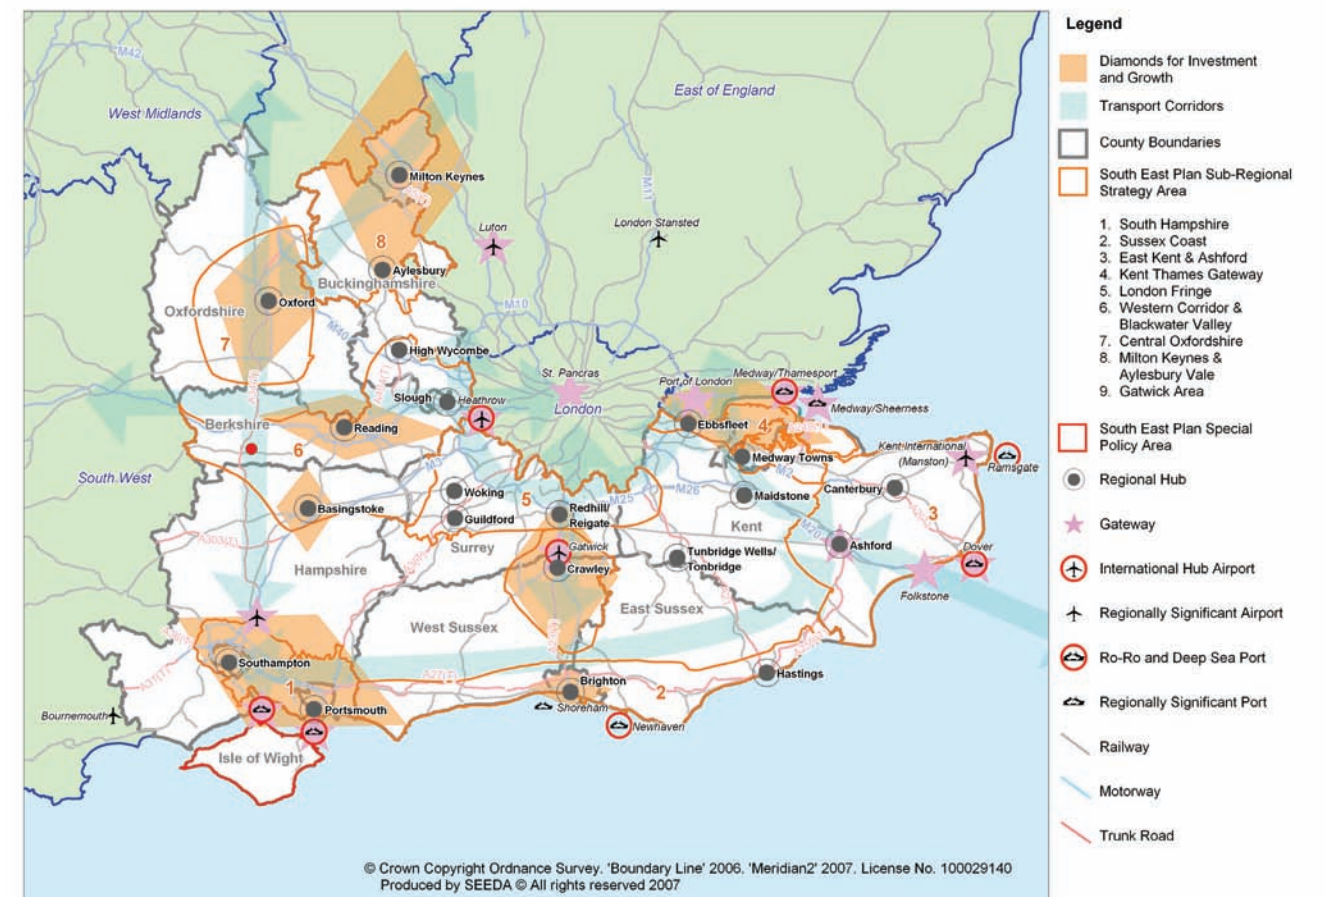 M42
West Midlands
East of England
Milton Keynes
M11
Luton
London Stansted
8
Aylesbury
Buckinghamshire
Oxfordshire
Oxford
M10
7
M40
High Wycombe
A404(T)
St. Pancras
Port of London
Medway/Thamesport
Slough
Heathrow
London
Medway/Sheerness
Berkshire
Reading
Ebbsfleet
4
A249(T)
6
Kent International
(Manston)
Ramsgate
South West
M3
Medway Towns
M2
Woking
5
M25
M26
Maidstone
Canterbury
3
Basingstoke
Guildford
Redhill/
Reigate
Kent
M20
A303(T)
Surrey
Gatwick
Ashford
Dover
Hampshire
Crawley
Tunbridge Wells/
Tonbridge
Folkstone
East Sussex
West Sussex
Southampton
A31(T)
A27(T)
Hastings
1
Brighton
2
Portsmouth
Shoreham
Bournemouth
Newhaven
Isle of Wight
© Crown Copyright Ordnance Survey. 'Boundary Line' 2006. 'Meridian2' 2007. License No. 100029140
Produced by SEEDA © All rights reserved 2007
Legend
Diamonds for Investment
and Growth
Transport Corridors
County Boundaries
South East Plan Sub-Regional
Strategy Area
1. South Hampshire
2. Sussex Coast
3. East Kent & Ashford
4. Kent Thames Gateway
5. London Fringe
6. Western Corridor &
Blackwater Valley
7. Central Oxfordshire
8. Milton Keynes &
Aylesbury Vale
9. Gatwick Area
South East Plan Special
Policy Area
Regional Hub
Gateway
International Hub Airport
Regionally Significant Airport
Ro-Ro and Deep Sea Port
Regionally Significant Port
Railway
Motorway
Trunk Road